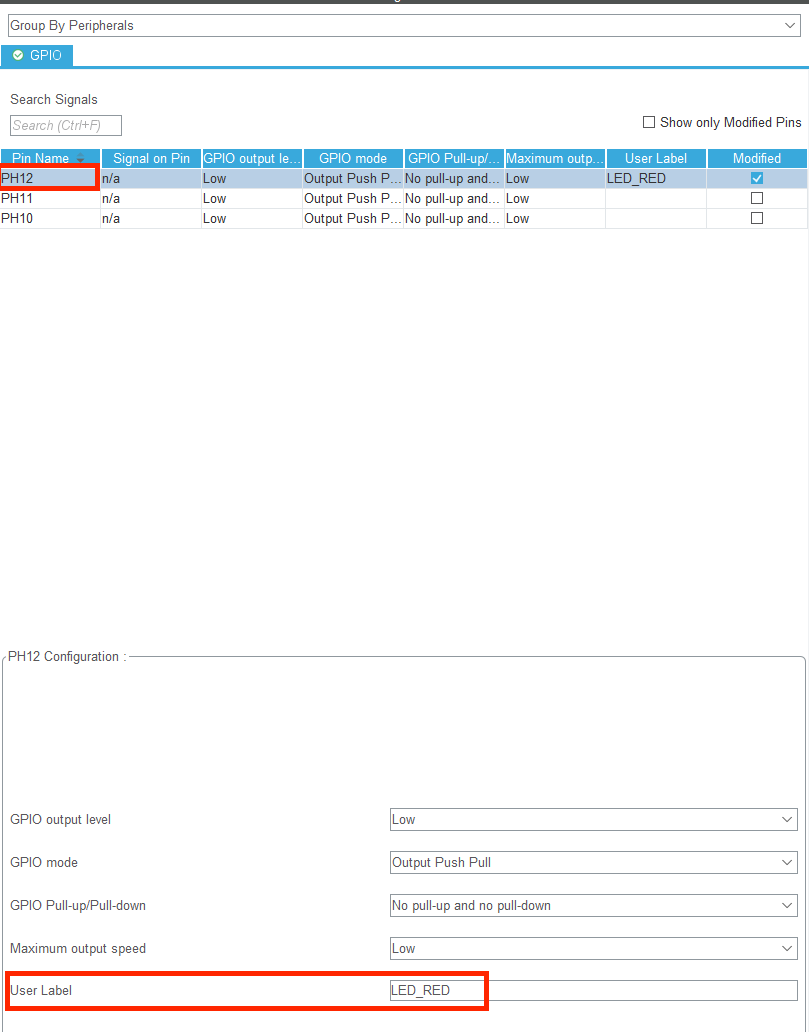 Group By Peripherals
GPIO
Search Signals
Search (Ctrl+F)
Show only Modified Pins
Pin Name Signal on Pin GPIO output le... GPIO mode GPIO Pull-up/... Maximum outp... User Label Modified
PH12 n/a Low Output Push P... No pull-up and... Low LED_RED
PH11 n/a Low Output Push P... No pull-up and... Low
PH10 n/a Low Output Push P... No pull-up and... Low
PH12 Configuration :
GPIO output level Low
GPIO mode Output Push Pull
GPIO Pull-up/Pull-down No pull-up and no pull-down
Maximum output speed Low
User Label LED_RED